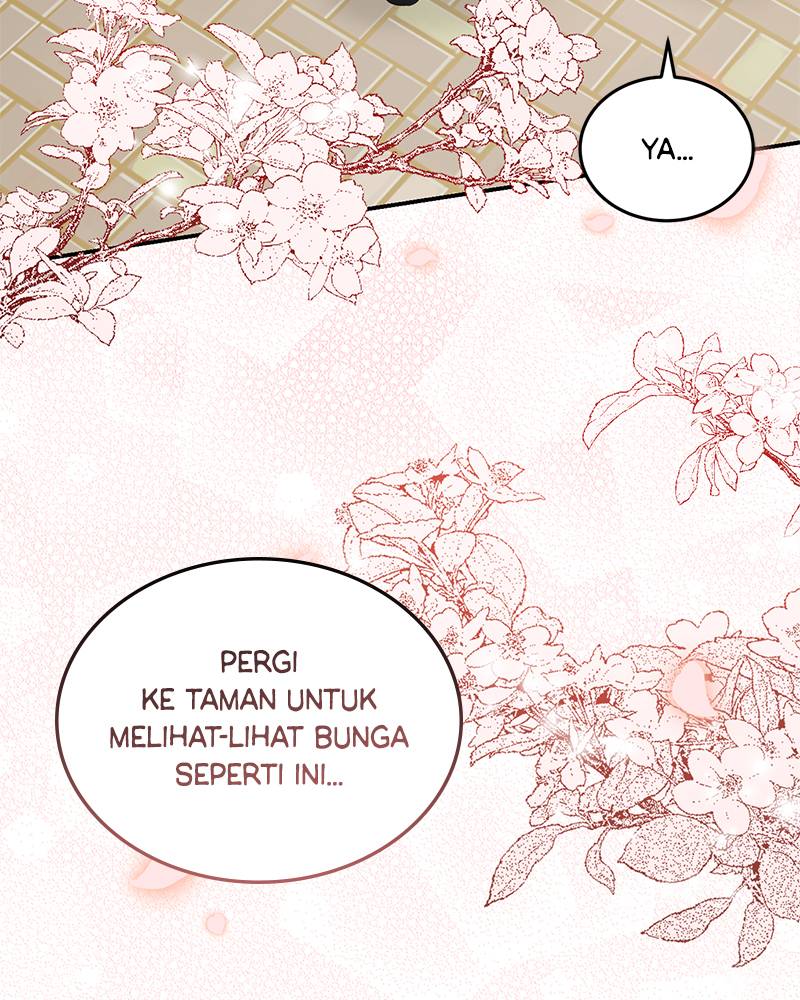 YA...
PERGI
KE TAMAN UNTUK
MELIHAT-LIHAT BUNGA
SEPERTI INI...